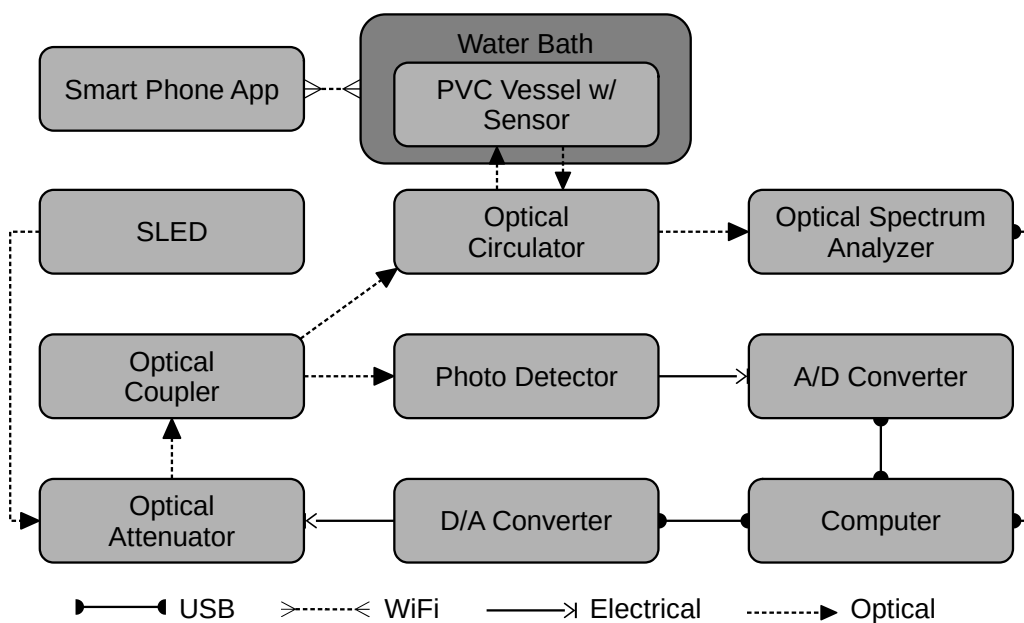 Water Bath
Smart Phone App
PVC Vessel w/
Sensor
SLED
Optical
Circulator
Optical Spectrum
Analyzer
Optical
Coupler
Photo Detector
A/D Converter
Optical
Attenuator
D/A Converter
Computer
USB
WiFi
Electrical
Optical